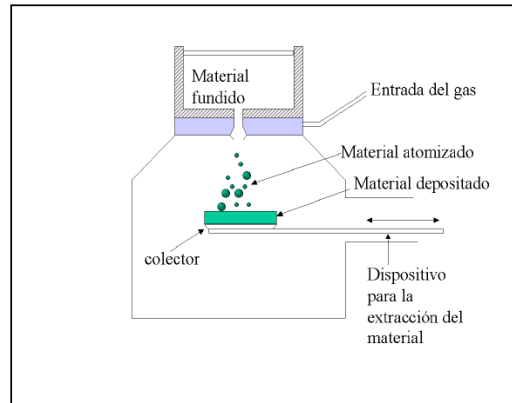 Material
fundido
Entrada del gas
Material atomizado
Material depositado
colector
Dispositivo
para la
extracción del
material